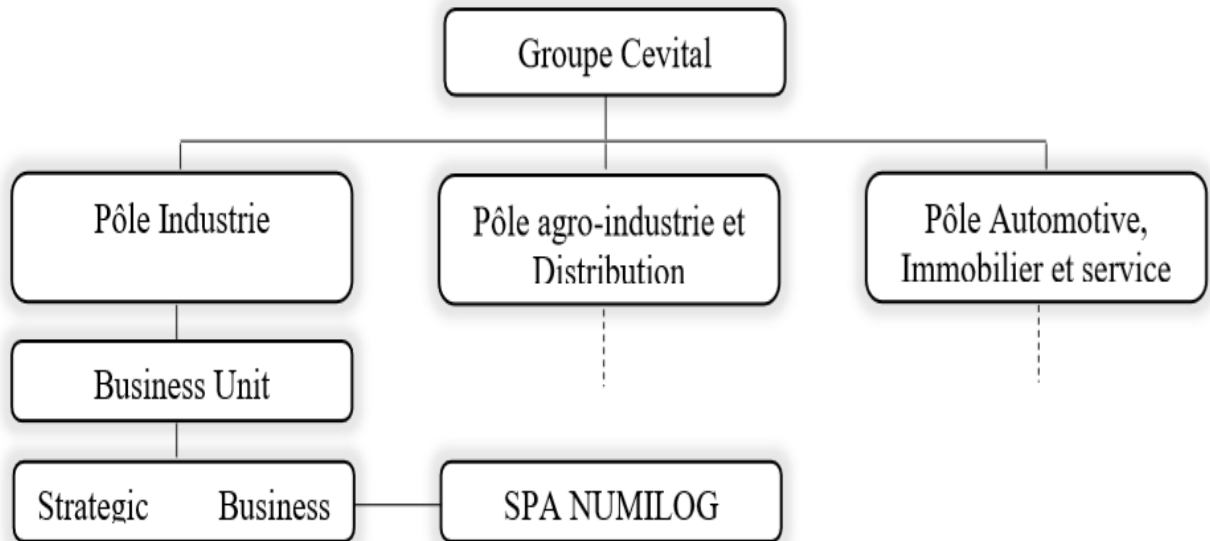 Groupe Cevital
Pôle Industrie
Pôle agro-industrie et
Distribution
Pôle Automotive,
Immobilier et service
Business Unit
Strategic Business
SPA NUMILOG